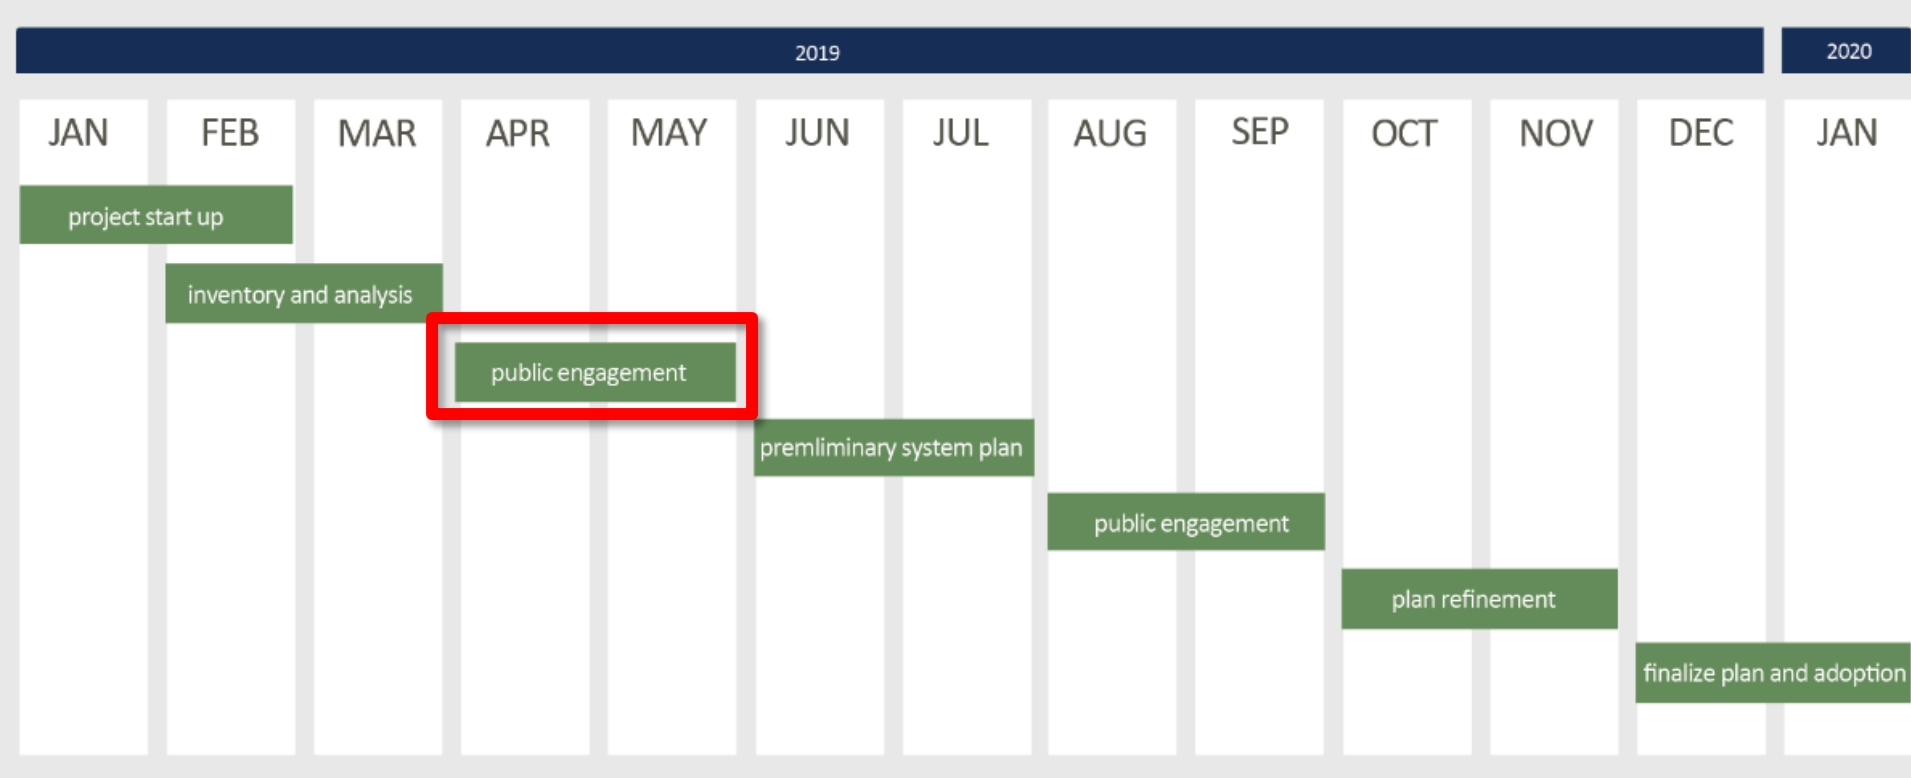 2019
2020
JAN
FEB
MAR
APR
MAY
JUN
JUL
AUG
SEP
OCT
NOV
DEC
JAN
project start up
inventory and analysis
public engagement
premliminary system plan
public engagement
plan refinement
finalize plan and adoption